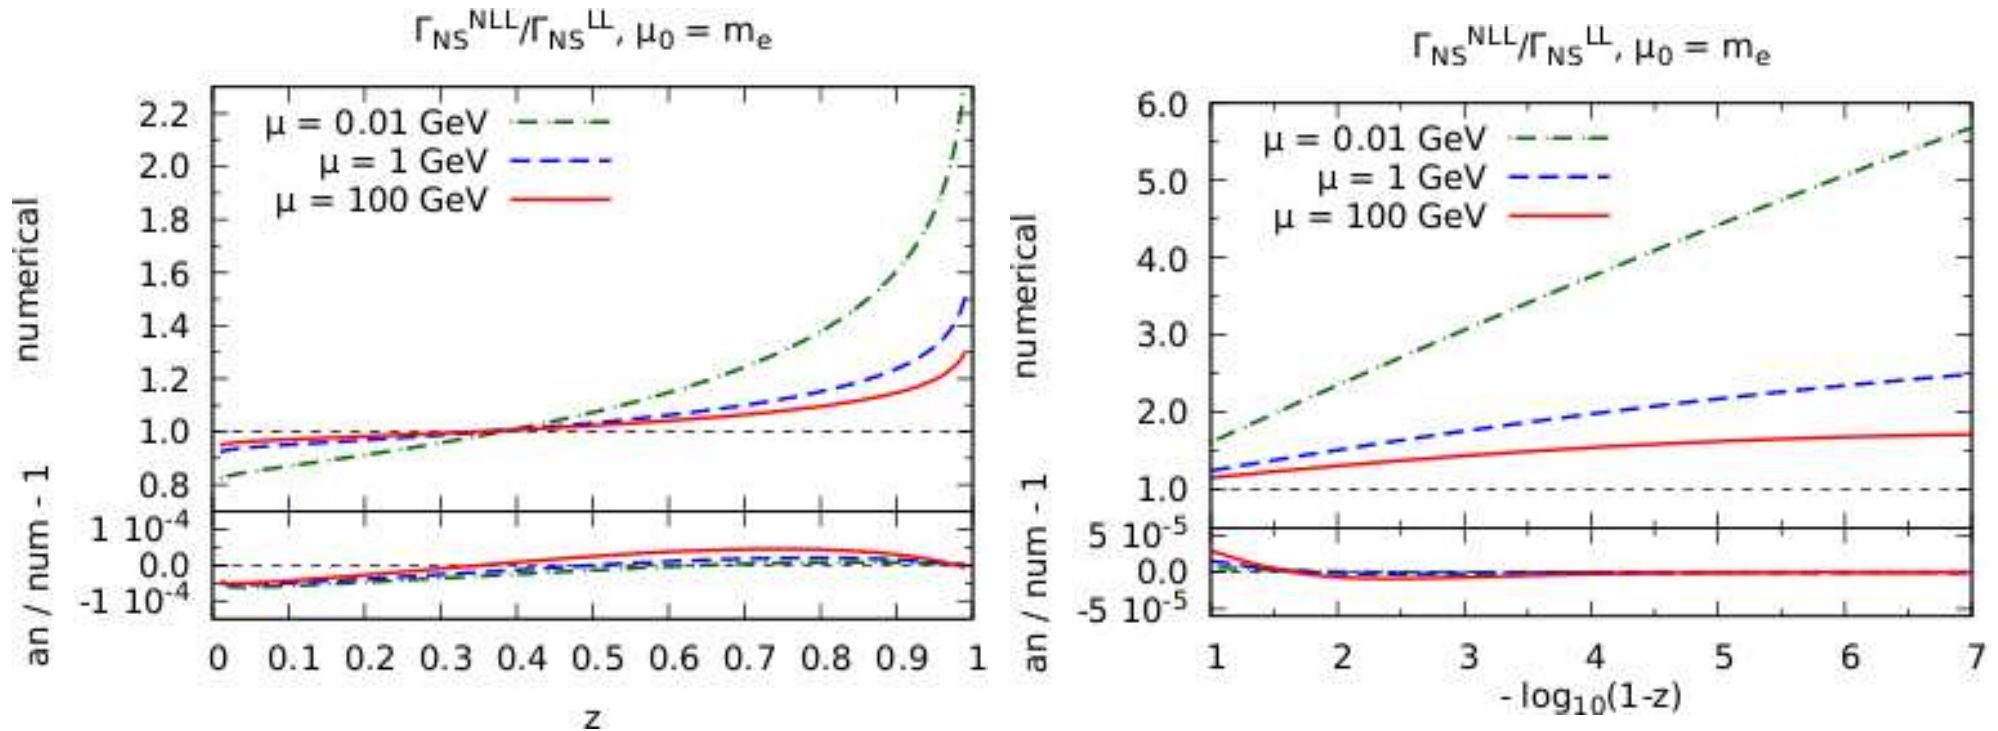 Γ_NS^NLL/Γ_NS^LL, μ₀ = m_e
numerical
2.2
2.0
1.8
1.6
1.4
1.2
1.0
0.8
μ = 0.01 GeV
μ = 1 GeV
μ = 100 GeV
an / num - 1
1 10⁻⁴
0.0
-1 10⁻⁴
0 0.1 0.2 0.3 0.4 0.5 0.6 0.7 0.8 0.9 1
z
Γ_NS^NLL/Γ_NS^LL, μ₀ = m_e
numerical
6.0
5.0
4.0
3.0
2.0
1.0
μ = 0.01 GeV
μ = 1 GeV
μ = 100 GeV
an / num - 1
5 10⁻⁵
0.0
-5 10⁻⁵
1 2 3 4 5 6 7
- log₁₀(1-z)